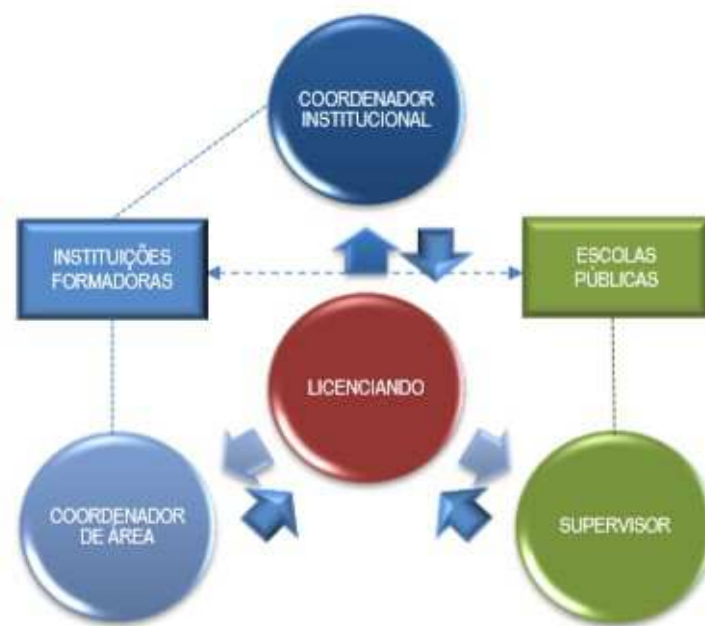 COORDENADOR
INSTITUCIONAL
INSTITUIÇÕES
FORMADORAS
ESCOLAS
PÚBLICAS
LICENCIANDO
COORDENADOR
DE ÁREA
SUPERVISOR